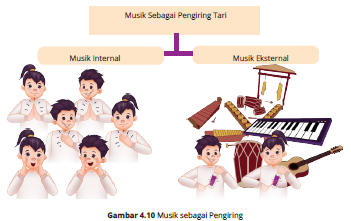 Musik Sebagai Pengiring Tari
Musik Internal
Musik Eksternal
Gambar 4.10 Musik sebagai Pengiring